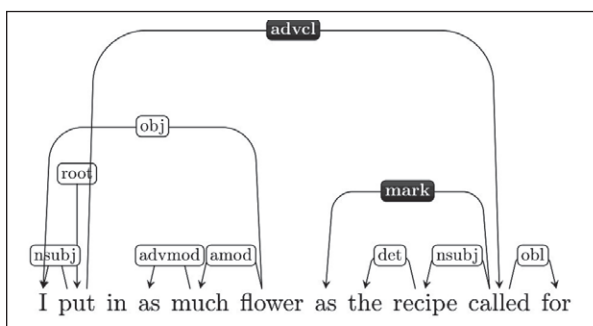 advcl
obj
root
mark
nsubj advmod amod det nsubj obl
I put in as much flower as the recipe called for